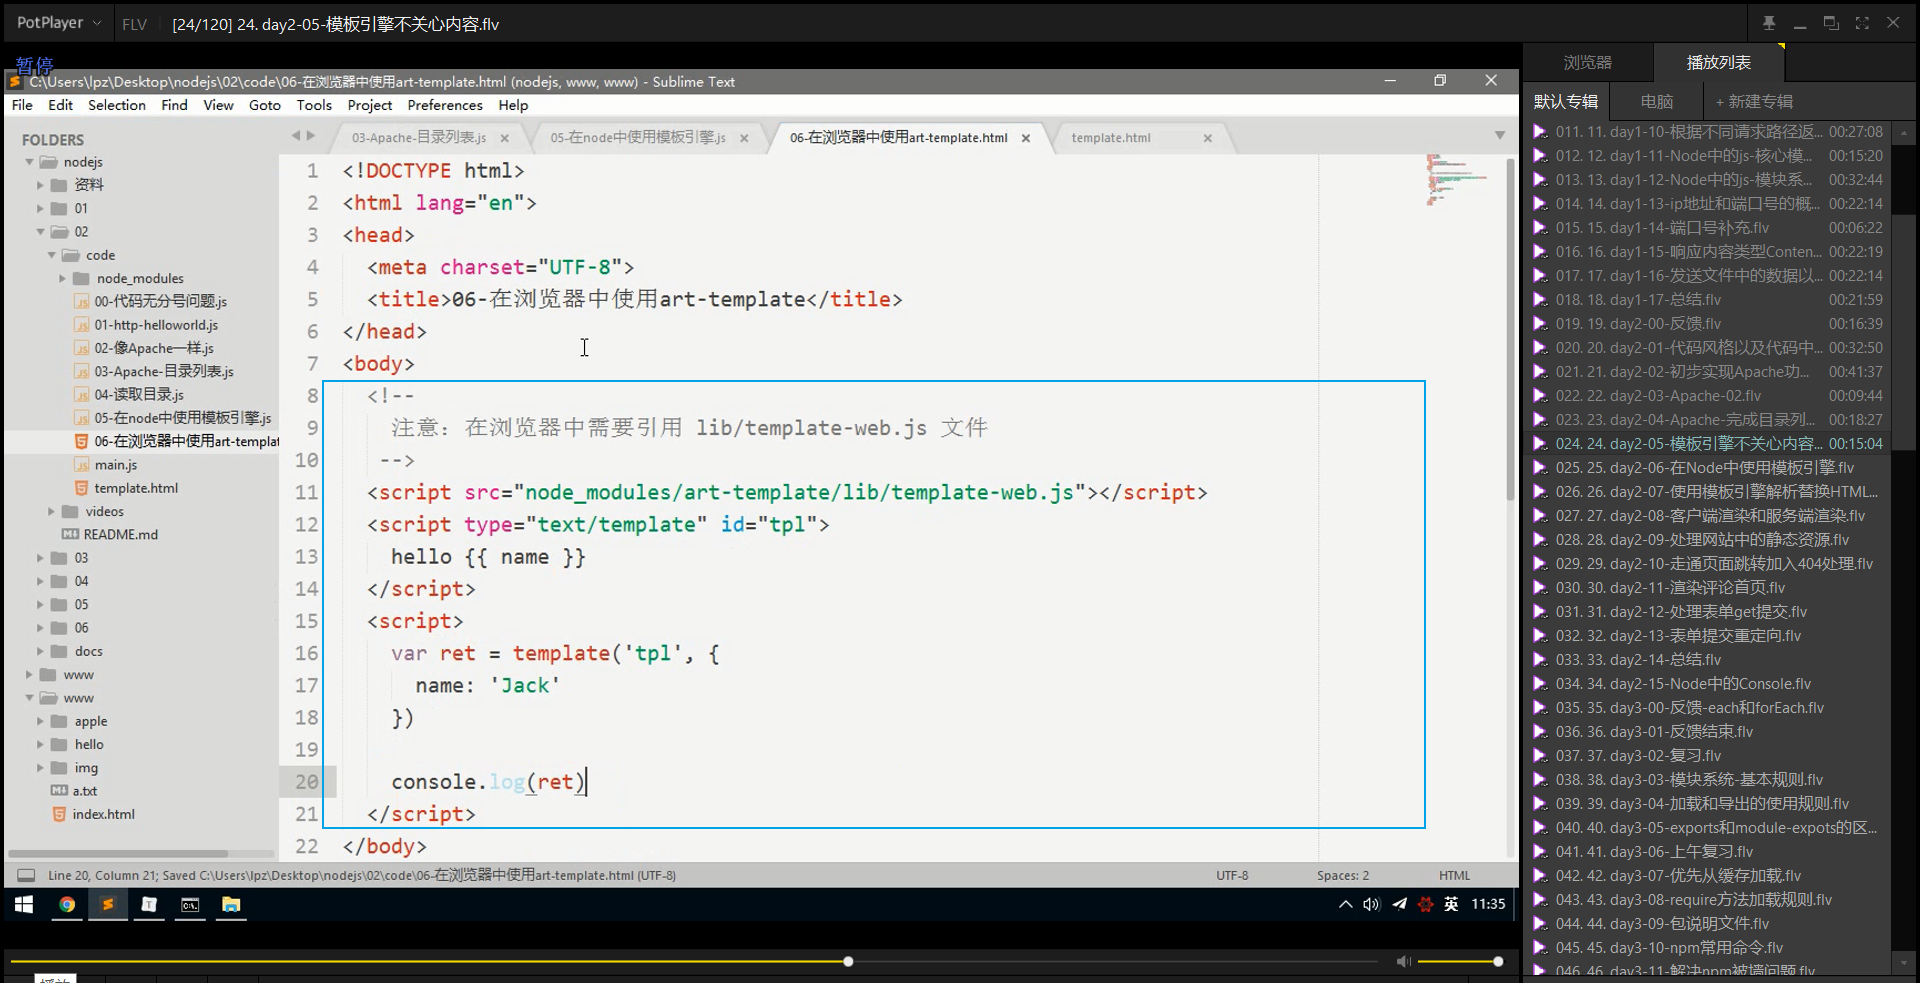 PotPlayer
FLV
[24/120] 24. day2-05-模板引擎不关心内容.flv
暂停
C:\Users\lpz\Desktop\nodejs\02\code\06-在浏览器中使用art-template.html (nodejs, www, www) - Sublime Text
File Edit Selection Find View Goto Tools Project Preferences Help
03-Apache-目录列表.js
05-在node中使用模板引擎.js
06-在浏览器中使用art-template.html
template.html
FOLDERS
nodejs
资料
01
02
code
node_modules
00-代码无分号问题.js
01-http-helloworld.js
02-像Apache一样.js
03-Apache-目录列表.js
04-读取目录.js
05-在node中使用模板引擎.js
06-在浏览器中使用art-templat
main.js
template.html
videos
README.md
03
04
05
06
docs
www
www
apple
hello
img
a.txt
index.html
1 <!DOCTYPE html>
2 <html lang="en">
3 <head>
4 <meta charset="UTF-8">
5 <title>06-在浏览器中使用art-template</title>
6 </head>
7 <body>
8 <!--
9 注意：在浏览器中需要引用 lib/template-web.js 文件
10 -->
11 <script src="node_modules/art-template/lib/template-web.js"></script>
12 <script type="text/template" id="tpl">
13 hello {{ name }}
14 </script>
15 <script>
16 var ret = template('tpl', {
17 name: 'Jack'
18 })
19
20 console.log(ret)
21 </script>
22 </body>
Line 20, Column 21; Saved C:\Users\lpz\Desktop\nodejs\02\code\06-在浏览器中使用art-template.html (UTF-8)
UTF-8
Spaces: 2
HTML
英
11:35
浏览器
播放列表
默认专辑
电脑
+ 新建专辑
011. 11. day1-10-根据不同请求路径返... 00:27:08
012. 12. day1-11-Node中的js-核心模... 00:15:20
013. 13. day1-12-Node中的js-模块系... 00:32:44
014. 14. day1-13-ip地址和端口号的概... 00:22:14
015. 15. day1-14-端口号补充.flv 00:06:22
016. 16. day1-15-响应内容类型Conten... 00:22:19
017. 17. day1-16-发送文件中的数据以... 00:22:14
018. 18. day1-17-总结.flv 00:21:59
019. 19. day2-00-反馈.flv 00:16:39
020. 20. day2-01-代码风格以及代码中... 00:32:50
021. 21. day2-02-初步实现Apache功... 00:41:37
022. 22. day2-03-Apache-02.flv 00:09:44
023. 23. day2-04-Apache-完成目录列... 00:18:27
024. 24. day2-05-模板引擎不关心内容... 00:15:04
025. 25. day2-06-在Node中使用模板引擎.flv
026. 26. day2-07-使用模板引擎解析替换HTML...
027. 27. day2-08-客户端渲染和服务端渲染.flv
028. 28. day2-09-处理网站中的静态资源.flv
029. 29. day2-10-走通页面跳转加入404处理.flv
030. 30. day2-11-渲染评论首页.flv
031. 31. day2-12-处理表单get提交.flv
032. 32. day2-13-表单提交重定向.flv
033. 33. day2-14-总结.flv
034. 34. day2-15-Node中的Console.flv
035. 35. day3-00-反馈-each和forEach.flv
036. 36. day3-01-反馈结束.flv
037. 37. day3-02-复习.flv
038. 38. day3-03-模块系统-基本规则.flv
039. 39. day3-04-加载和导出的使用规则.flv
040. 40. day3-05-exports和module-expots的区...
041. 41. day3-06-上午复习.flv
042. 42. day3-07-优先从缓存加载.flv
043. 43. day3-08-require方法加载规则.flv
044. 44. day3-09-包说明文件.flv
045. 45. day3-10-npm常用命令.flv
046. 46. day3-11-解决npm被墙问题.flv